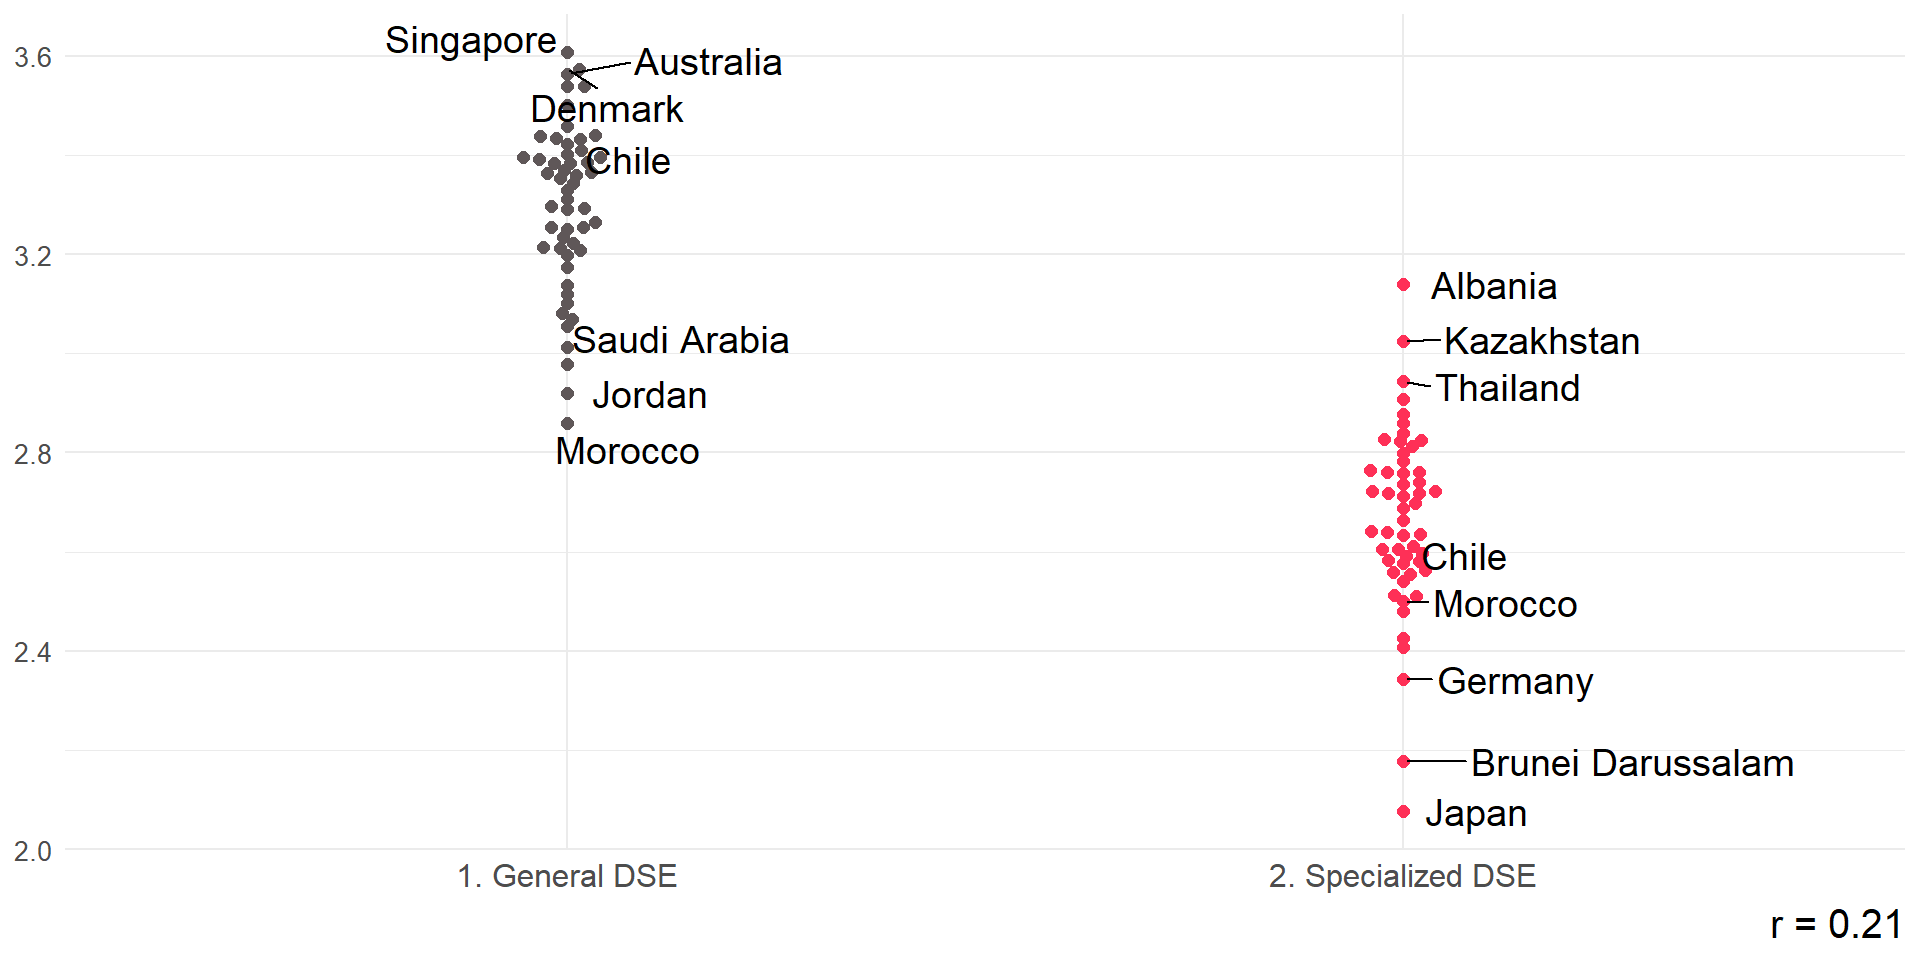 Singapore
3.6
Australia
Denmark
Chile
3.2
Albania
Saudi Arabia
Kazakhstan
Thailand
Jordan
Morocco
2.8
Chile
Morocco
2.4
Germany
Brunei Darussalam
Japan
2.0
1. General DSE
2. Specialized DSE
r = 0.21